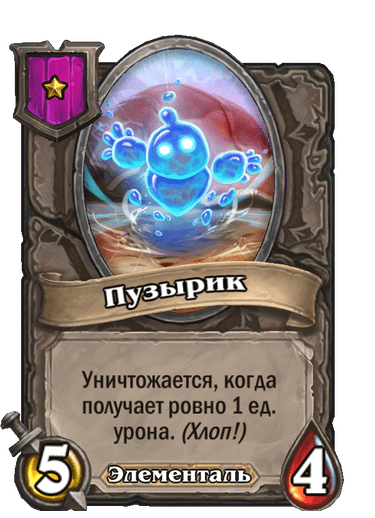 Пузырик
Уничтожается, когда
получает ровно 1 ед.
урона. (Хлоп!)
5
Элементаль
4